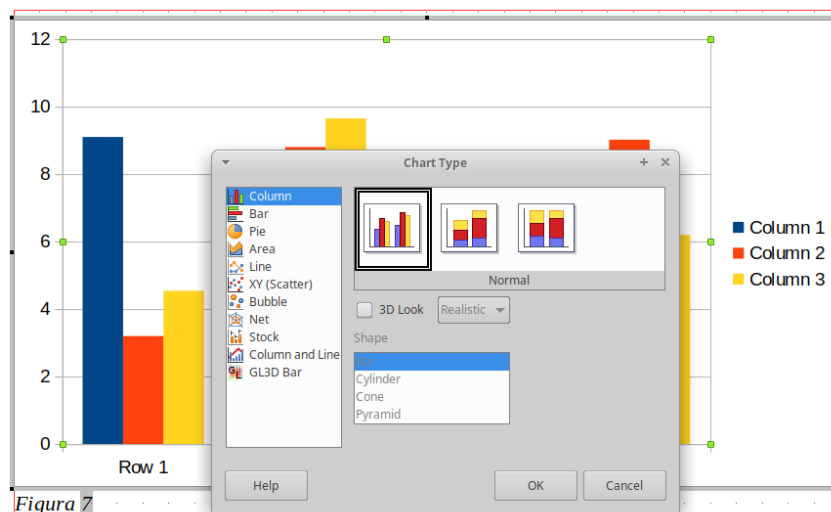 12
10
8
6
4
2
0
Row 1
Column 1
Column 2
Column 3
Chart Type
Column
Bar
Pie
Area
Line
XY (Scatter)
Bubble
Net
Stock
Column and Line
GL3D Bar
Normal
3D Look
Realistic
Shape
Bar
Cylinder
Cone
Pyramid
Help
OK
Cancel
Figura 7